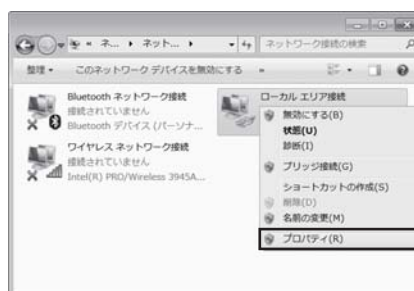 ネ... ネット...
ネットワーク接続の検索
整理 このネットワーク デバイスを無効にする
Bluetooth ネットワーク接続
接続されていません
Bluetooth デバイス (パーソナ...
ワイヤレス ネットワーク接続
接続されていません
Intel(R) PRO/Wireless 3945A...
ローカル エリア接続
無効にする(B)
状態(U)
診断(I)
ブリッジ接続(G)
ショートカットの作成(S)
削除(D)
名前の変更(M)
プロパティ(R)